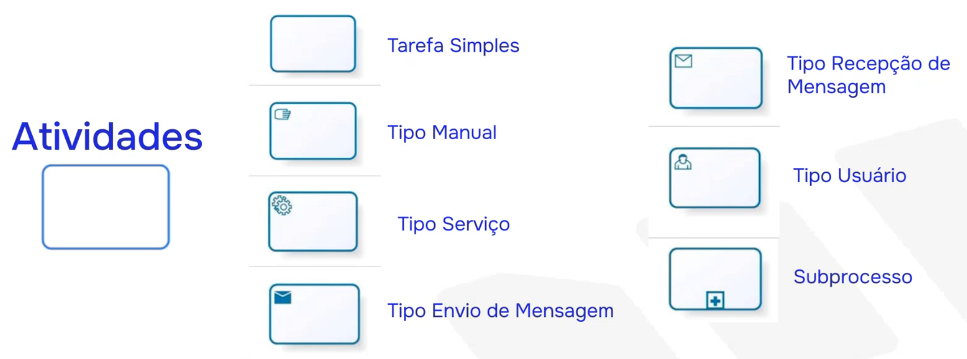 Atividades
Tarefa Simples
Tipo Manual
Tipo Serviço
Tipo Envio de Mensagem
Tipo Recepção de
Mensagem
Tipo Usuário
Subprocesso